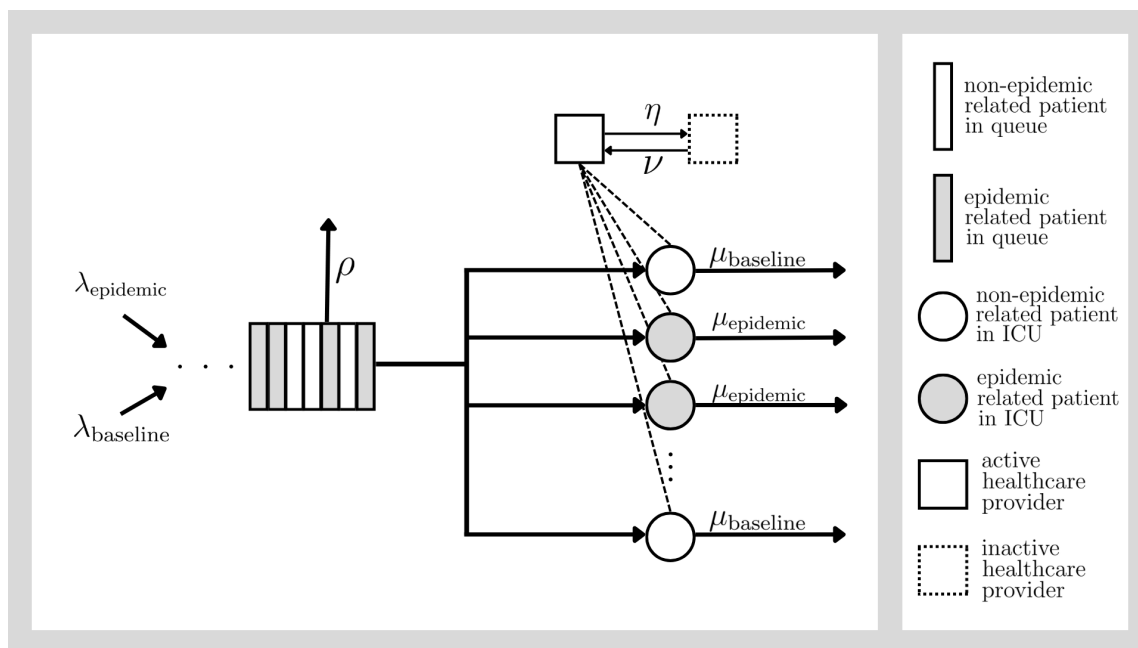 η
ν
ρ
λepidemic
λbaseline
μbaseline
μepidemic
μepidemic
μbaseline
non-epidemic
related patient
in queue
epidemic
related patient
in queue
non-epidemic
related patient
in ICU
epidemic
related patient
in ICU
active
healthcare
provider
inactive
healthcare
provider